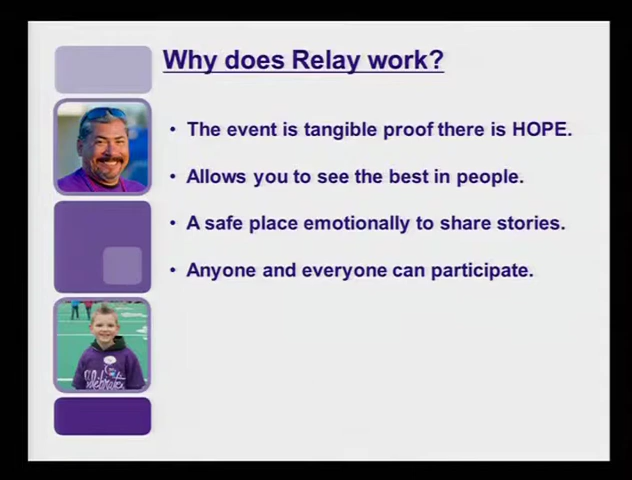 Why does Relay work?
• The event is tangible proof there is HOPE.
• Allows you to see the best in people.
• A safe place emotionally to share stories.
• Anyone and everyone can participate.
Celebrate